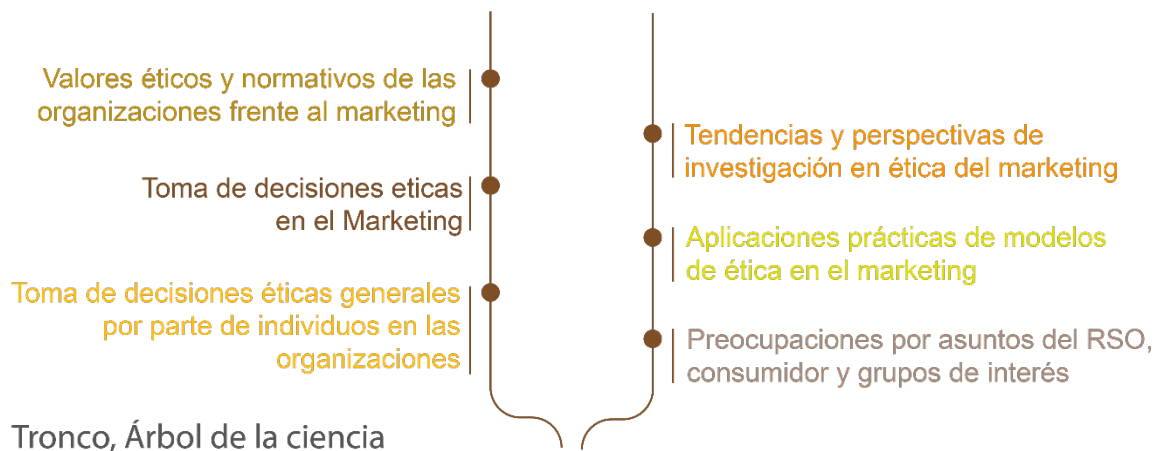 Valores éticos y normativos de las
organizaciones frente al marketing
Toma de decisiones eticas
en el Marketing
Toma de decisiones éticas generales
por parte de individuos en las
organizaciones
Tendencias y perspectivas de
investigación en ética del marketing
Aplicaciones prácticas de modelos
de ética en el marketing
Preocupaciones por asuntos del RSO,
consumidor y grupos de interés
Tronco, Árbol de la ciencia